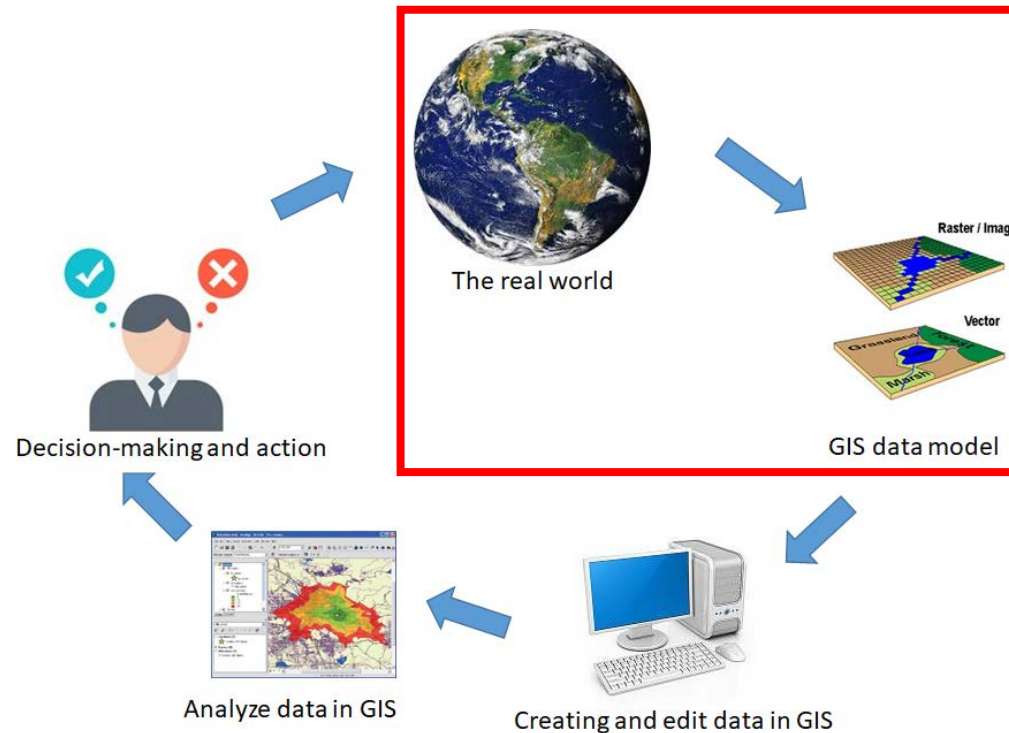 The real world
Raster / Imag
Vector
Grassland
Forest
Marsh
GIS data model
Decision-making and action
Analyze data in GIS
Creating and edit data in GIS